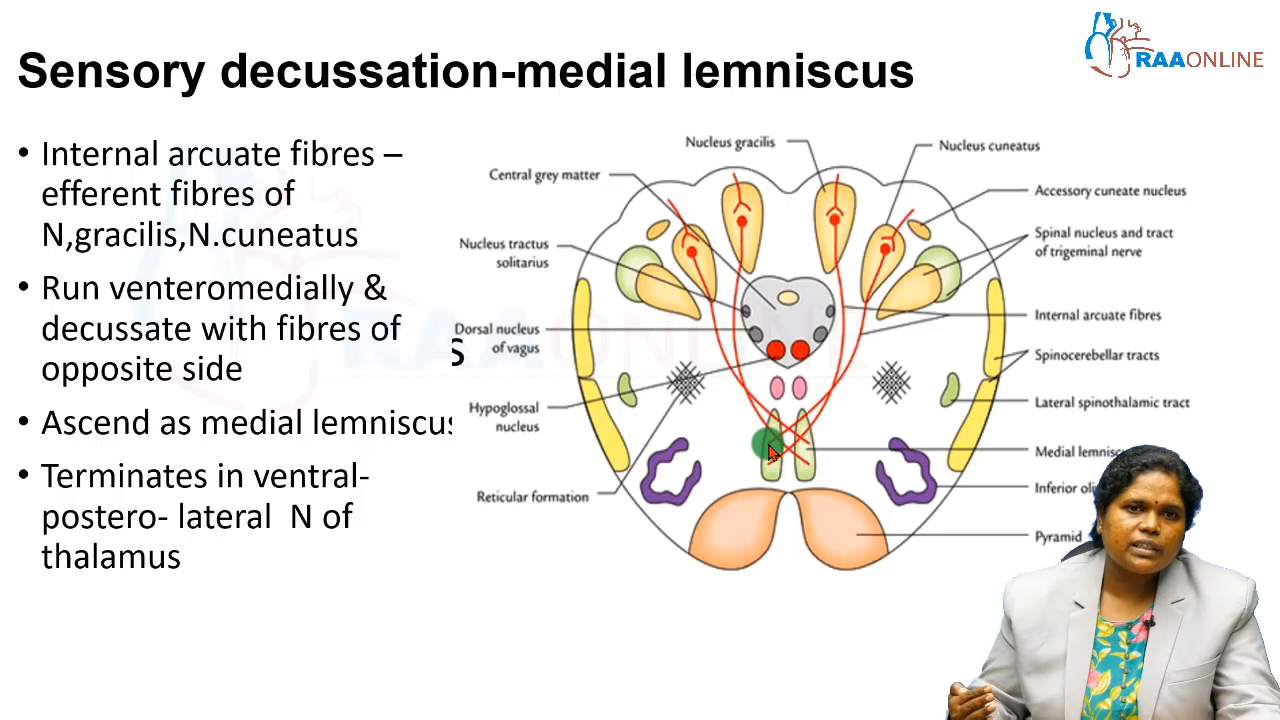 Sensory decussation-medial lemniscus
RAAONLINE
• Internal arcuate fibres –
efferent fibres of
N,gracilis,N.cuneatus
• Run venteromedially &
decussate with fibres of
opposite side
• Ascend as medial lemniscus
• Terminates in ventral-
postero- lateral N of
thalamus
s
RAAONLINE
Nucleus gracilis
Central grey matter
Nucleus tractus
solitarius
Dorsal nucleus
of vagus
Hypoglossal
nucleus
Reticular formation
Nucleus cuneatus
Accessory cuneate nucleus
Spinal nucleus and tract
of trigeminal nerve
Internal arcuate fibres
Spinocerebellar tracts
Lateral spinothalamic tract
Medial
Inferior
Pyramid